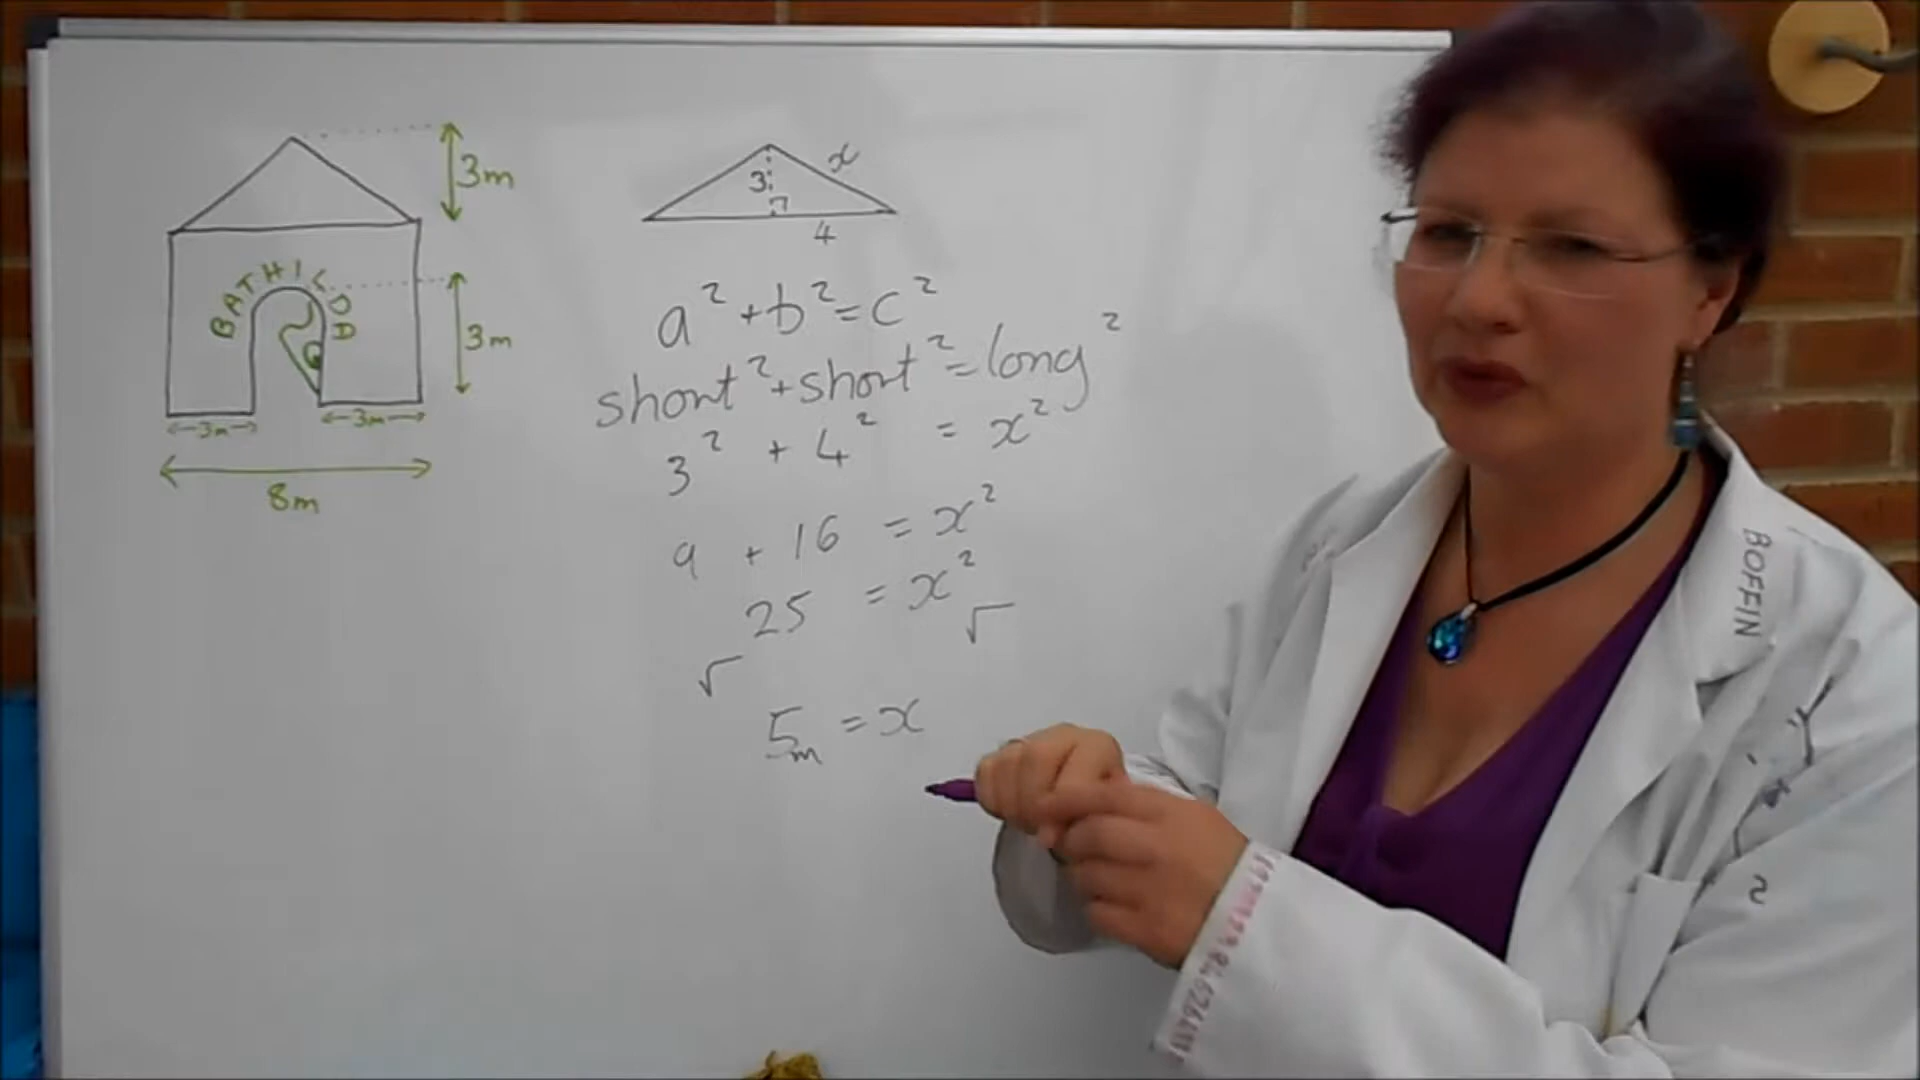 3m
BATHILDD
3m
3m
3m
8m
x
3
4
a² + b² = c²
short² + short² = long²
3² + 4² = x²
9 + 16 = x²
25 = x²
√ √
5m = x
BOFFIN